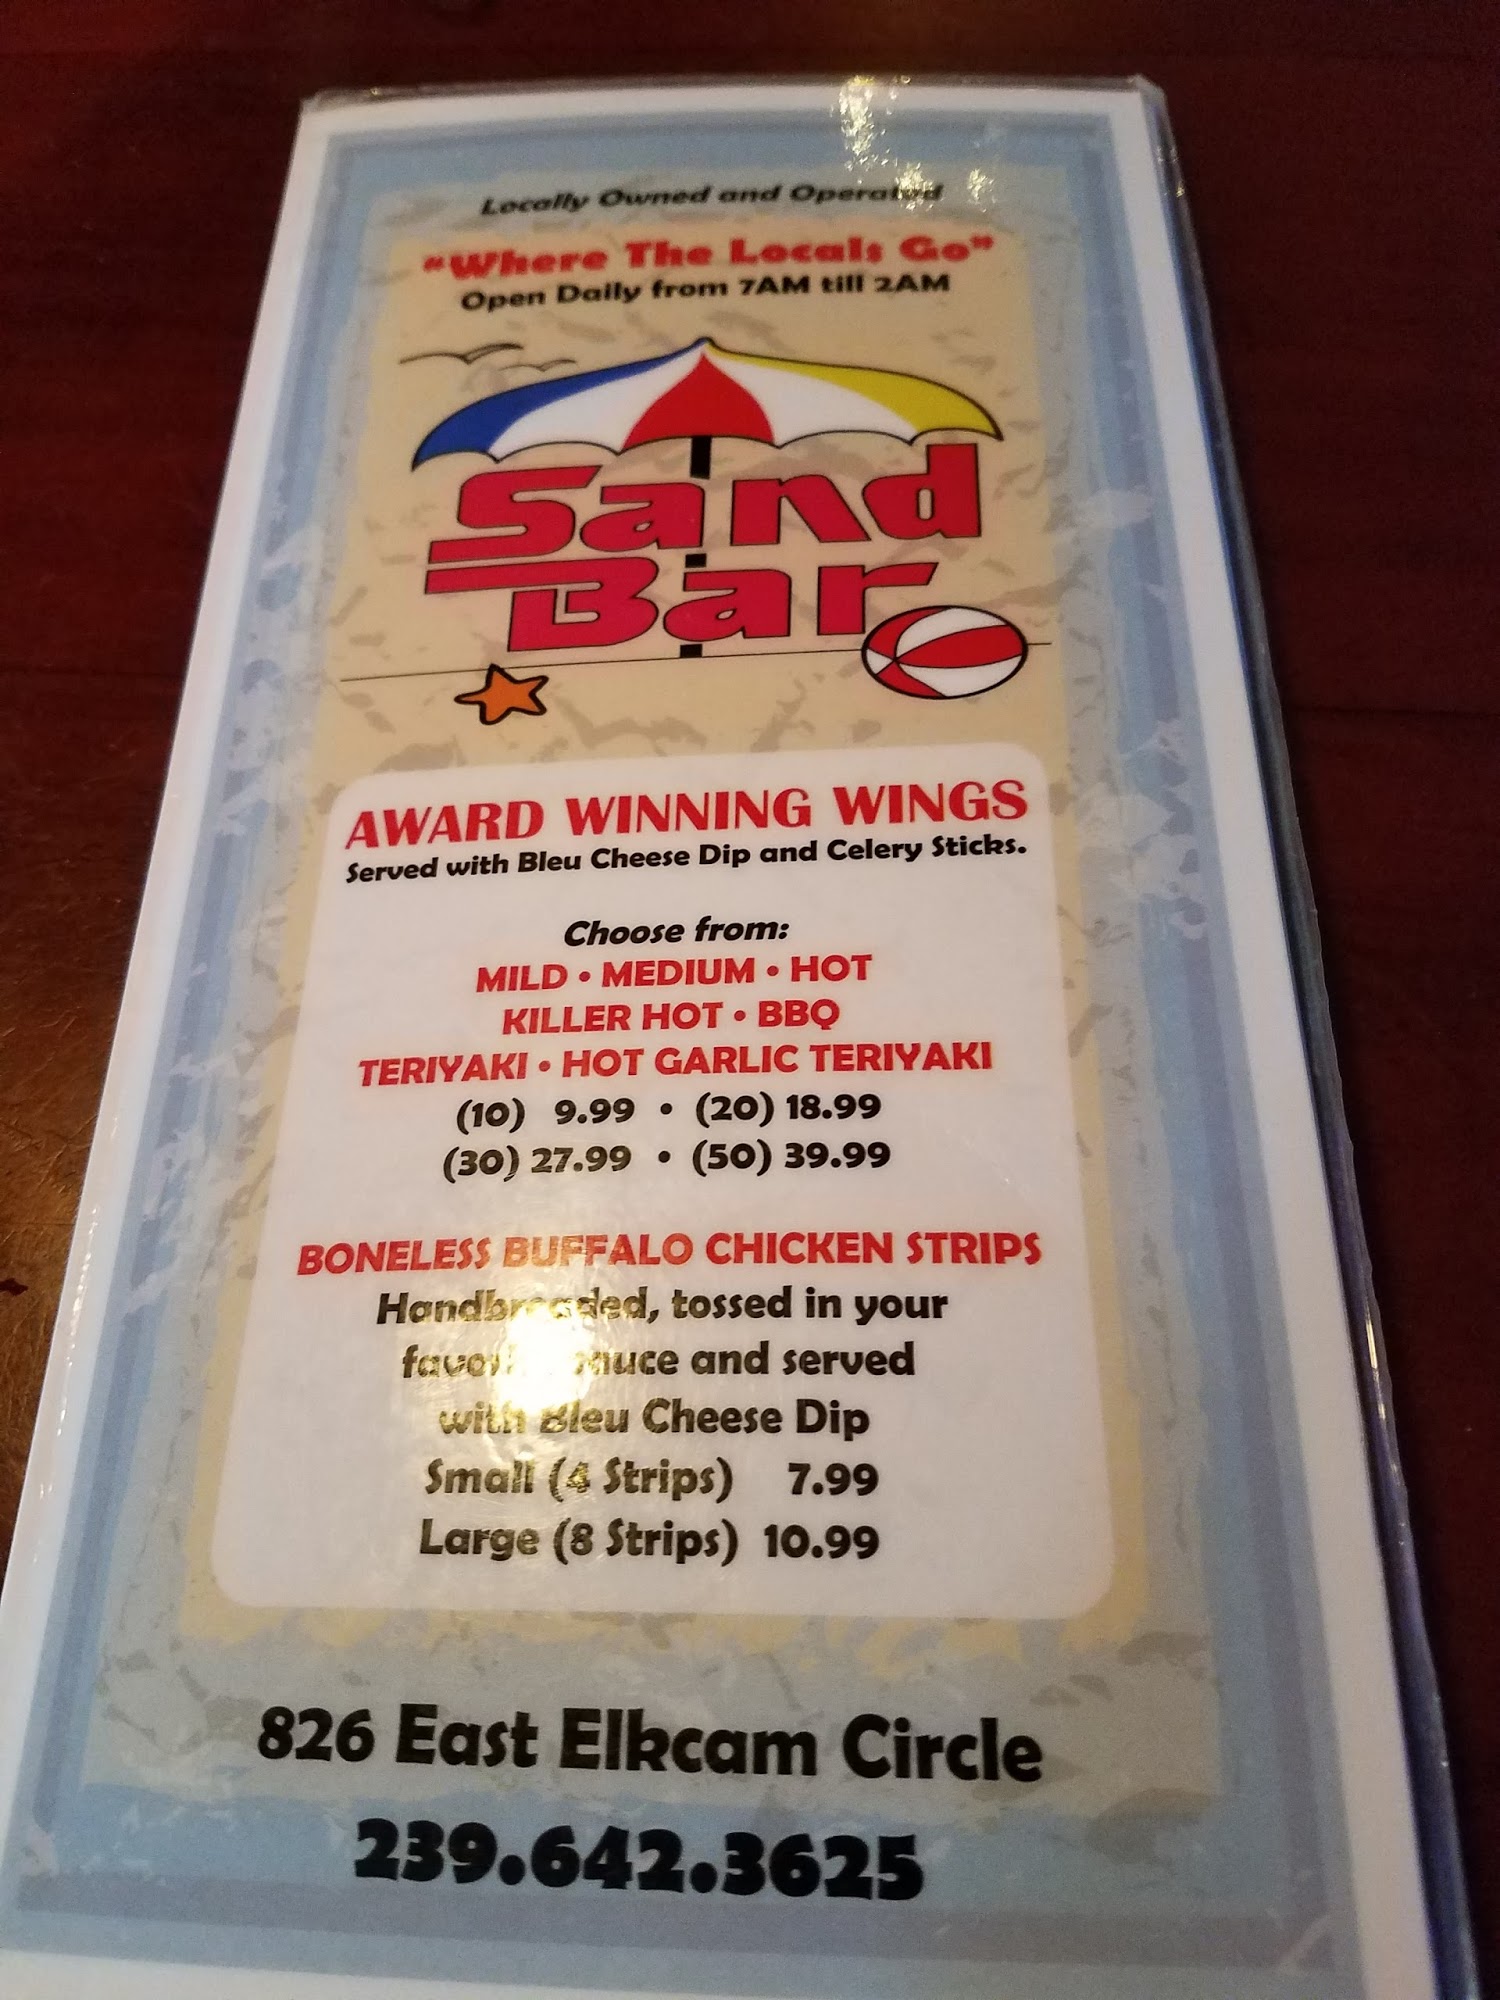 Locally Owned and Operated
"Where The Locals Go"
Open Daily from 7AM till 2AM
Sand
Bar
AWARD WINNING WINGS
Served with Bleu Cheese Dip and Celery Sticks.
Choose from:
MILD • MEDIUM • HOT
KILLER HOT • BBQ
TERIYAKI • HOT GARLIC TERIYAKI
(10) 9.99 • (20) 18.99
(30) 27.99 • (50) 39.99
BONELESS BUFFALO CHICKEN STRIPS
Handbreaded, tossed in your
favorite sauce and served
with Bleu Cheese Dip
Small (4 Strips) 7.99
Large (8 Strips) 10.99
826 East Elkcam Circle
239.642.3625